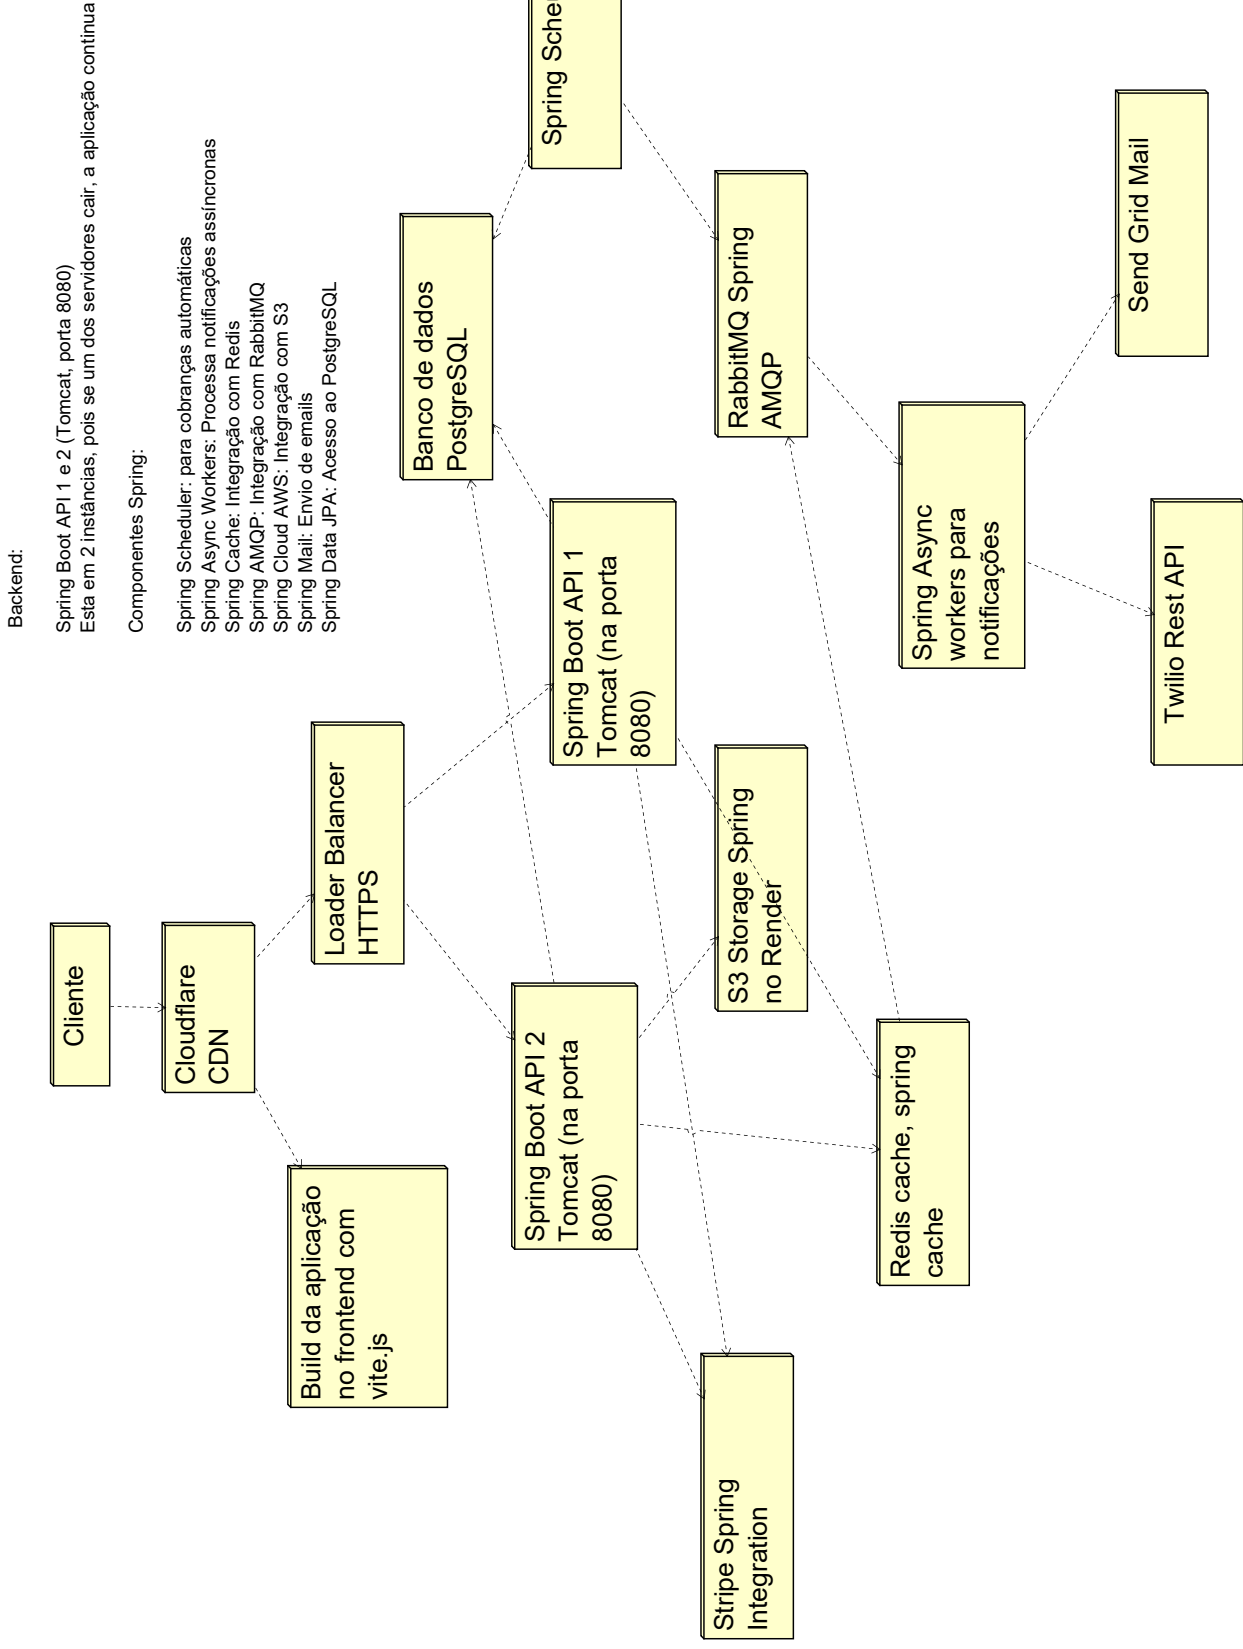 Backend:
Spring Boot API 1 e 2 (Tomcat, porta 8080)
Esta em 2 instâncias, pois se um dos servidores cair, a aplicação continua
Componentes Spring:
Spring Scheduler: para cobranças automáticas
Spring Async Workers: Processa notificações assíncronas
Spring Cache: Integração com Redis
Spring AMQP: Integração com RabbitMQ
Spring Cloud AWS: Integração com S3
Spring Mail: Envio de emails
Spring Data JPA: Acesso ao PostgreSQL
Cliente
Cloudflare
CDN
Build da aplicação
no frontend com
vite.js
Loader Balancer
HTTPS
Banco de dados
PostgreSQL
Spring Sche
Spring Boot API 2
Tomcat (na porta
8080)
Spring Boot API 1
Tomcat (na porta
8080)
Stripe Spring
Integration
S3 Storage Spring
no Render
RabbitMQ Spring
AMQP
Redis cache, spring
cache
Spring Async
workers para
notificações
Twilio Rest API
Send Grid Mail